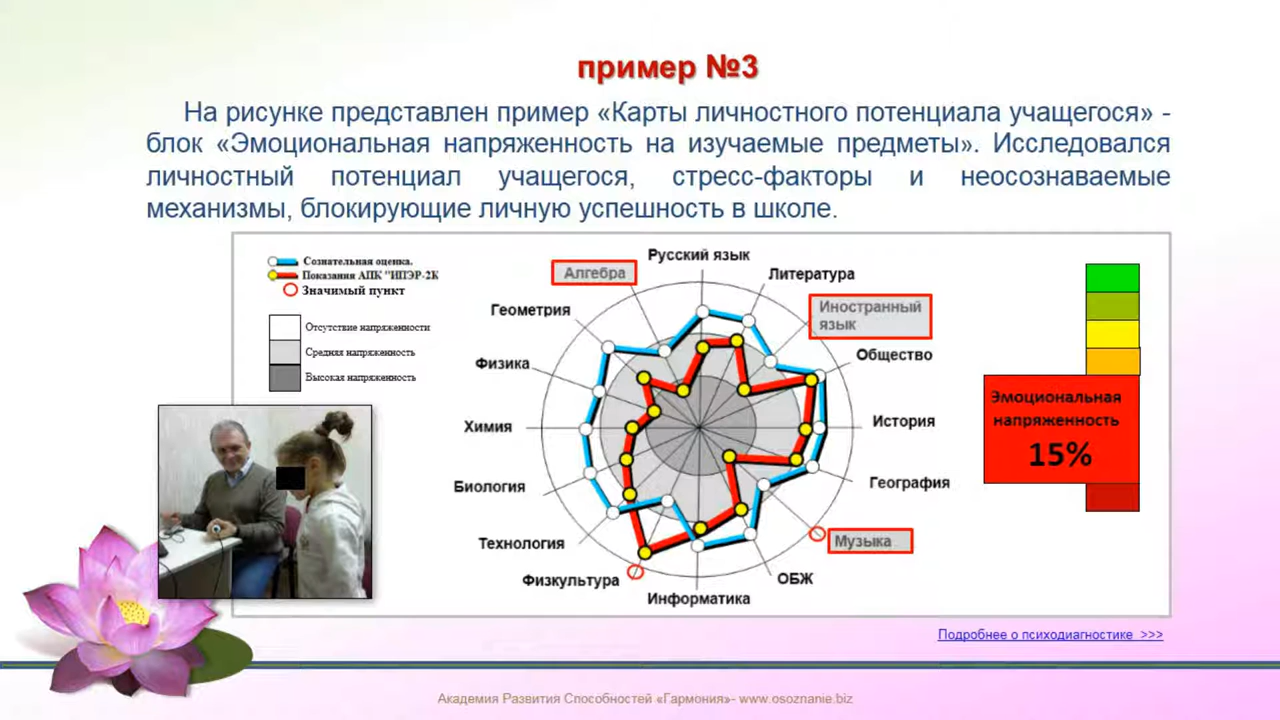 пример №3
На рисунке представлен пример «Карты личностного потенциала учащегося» -
блок «Эмоциональная напряженность на изучаемые предметы». Исследовался
личностный потенциал учащегося, стресс-факторы и неосознаваемые
механизмы, блокирующие личную успешность в школе.
Сознательная оценка.
Показания АПК "ИПЭР-2К
Значимый пункт
Отсутствие напряженности
Средняя напряженность
Высокая напряженность
Русский язык
Литература
Иностранный
язык
Общество
История
География
Музыка
ОБЖ
Информатика
Физкультура
Технология
Биология
Химия
Физика
Геометрия
Алгебра
Эмоциональная
напряженность
15%
Подробнее о психодиагностике >>>
Академия Развития Способностей «Гармония»- www.osoznanie.biz